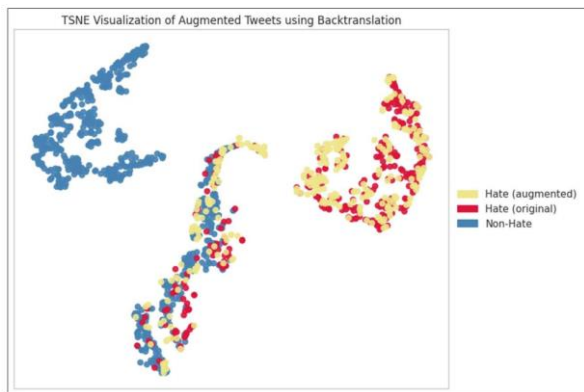 TSNE Visualization of Augmented Tweets using Backtranslation
Hate (augmented)
Hate (original)
Non-Hate